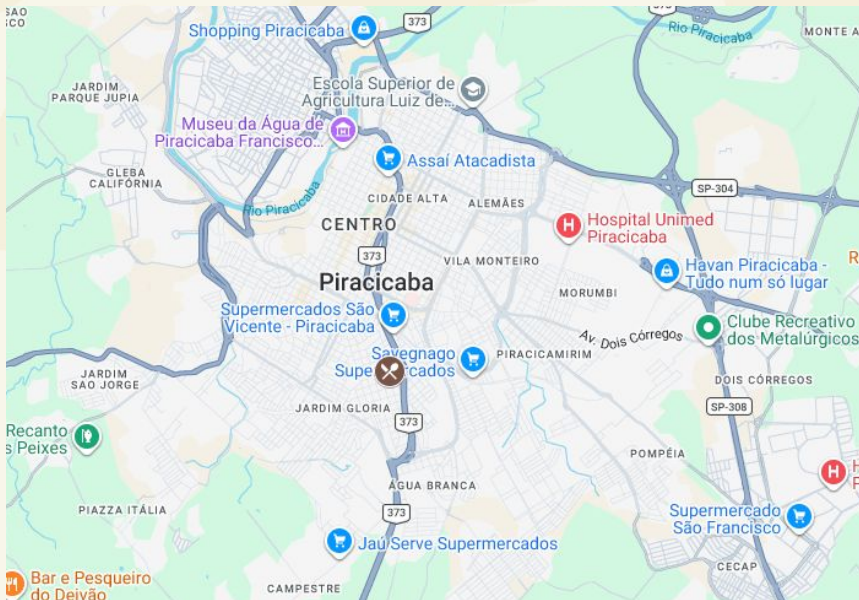 SAO
CO
Shopping Piracicaba
373
373
Rio Piracicaba
MONTE A
JARDIM
PARQUE JUPIA
Escola Superior de
Agricultura Luiz de...
Museu da Água de
Piracicaba Francisco...
Assaí Atacadista
GLEBA
CALIFÓRNIA
Rio Piracicaba
CIDADE ALTA
ALEMÃES
SP-304
CENTRO
H
Hospital Unimed
Piracicaba
373
VILA MONTEIRO
R
Havan Piracicaba -
Tudo num só lugar
Piracicaba
MORUMBI
Supermercados São
Vicente - Piracicaba
Clube Recreativo
dos Metalúrgicos
Av. Dois Córregos
Savegnago
Supermercados
PIRACICAMIRIM
JARDIM
SAO JORGE
DOIS CÓRREGOS
JARDIM GLORIA
SP-308
373
Recanto
s Peixes
POMPÉIA
H
H
P
ÁGUA BRANCA
PIAZZA ITÁLIA
373
Supermercado
São Francisco
Jaú Serve Supermercados
CECAP
Bar e Pesqueiro
do Deivão
CAMPESTRE